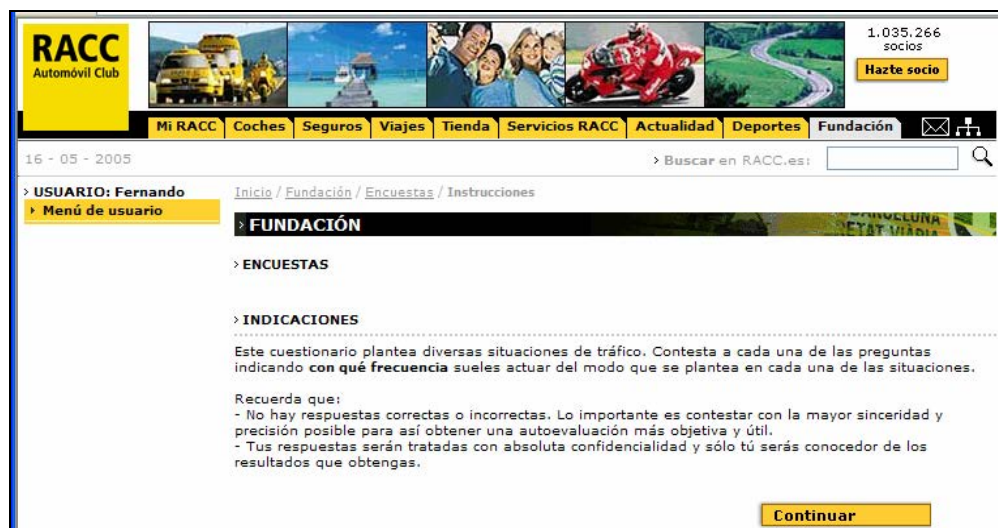 RACC
Automóvil Club
1.035.266
socios
Hazte socio
Mi RACC Coches Seguros Viajes Tienda Servicios RACC Actualidad Deportes Fundación
16 - 05 - 2005
› Buscar en RACC.es:
› USUARIO: Fernando
Menú de usuario
Inicio / Fundación / Encuestas / Instrucciones
› FUNDACIÓN
› ENCUESTAS
› INDICACIONES
Este cuestionario plantea diversas situaciones de tráfico. Contesta a cada una de las preguntas
indicando con qué frecuencia sueles actuar del modo que se plantea en cada una de las situaciones.
Recuerda que:
- No hay respuestas correctas o incorrectas. Lo importante es contestar con la mayor sinceridad y
precisión posible para así obtener una autoevaluación más objetiva y útil.
- Tus respuestas serán tratadas con absoluta confidencialidad y sólo tú serás conocedor de los
resultados que obtengas.
Continuar